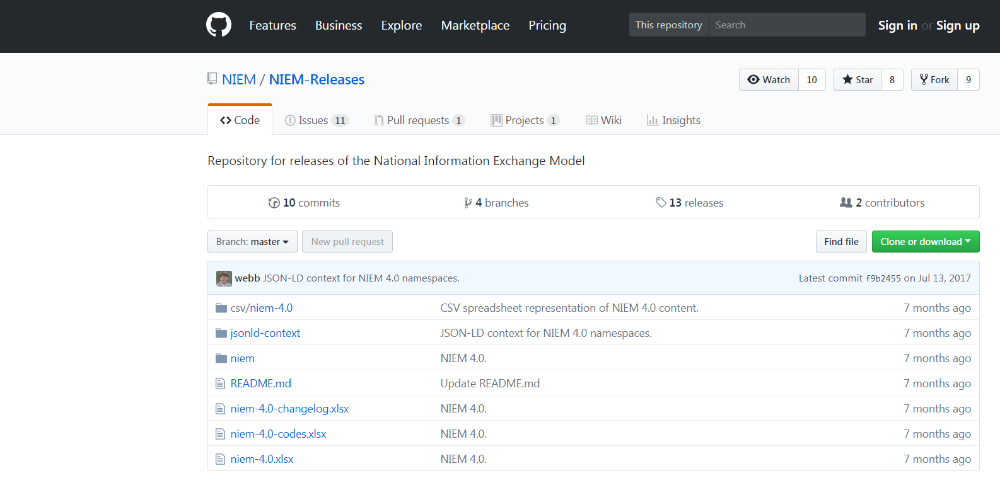 Features Business Explore Marketplace Pricing This repository Search Sign in or Sign up
NIEM / NIEM-Releases Watch 10 Star 8 Fork 9
Code Issues 11 Pull requests 1 Projects 1 Wiki Insights
Repository for releases of the National Information Exchange Model
10 commits 4 branches 13 releases 2 contributors
Branch: master New pull request Find file Clone or download
webb JSON-LD context for NIEM 4.0 namespaces. Latest commit f9b2455 on Jul 13, 2017
csv/niem-4.0 CSV spreadsheet representation of NIEM 4.0 content. 7 months ago
jsonld-context JSON-LD context for NIEM 4.0 namespaces. 7 months ago
niem NIEM 4.0. 7 months ago
README.md Update README.md 7 months ago
niem-4.0-changelog.xlsx NIEM 4.0. 7 months ago
niem-4.0-codes.xlsx NIEM 4.0. 7 months ago
niem-4.0.xlsx NIEM 4.0. 7 months ago